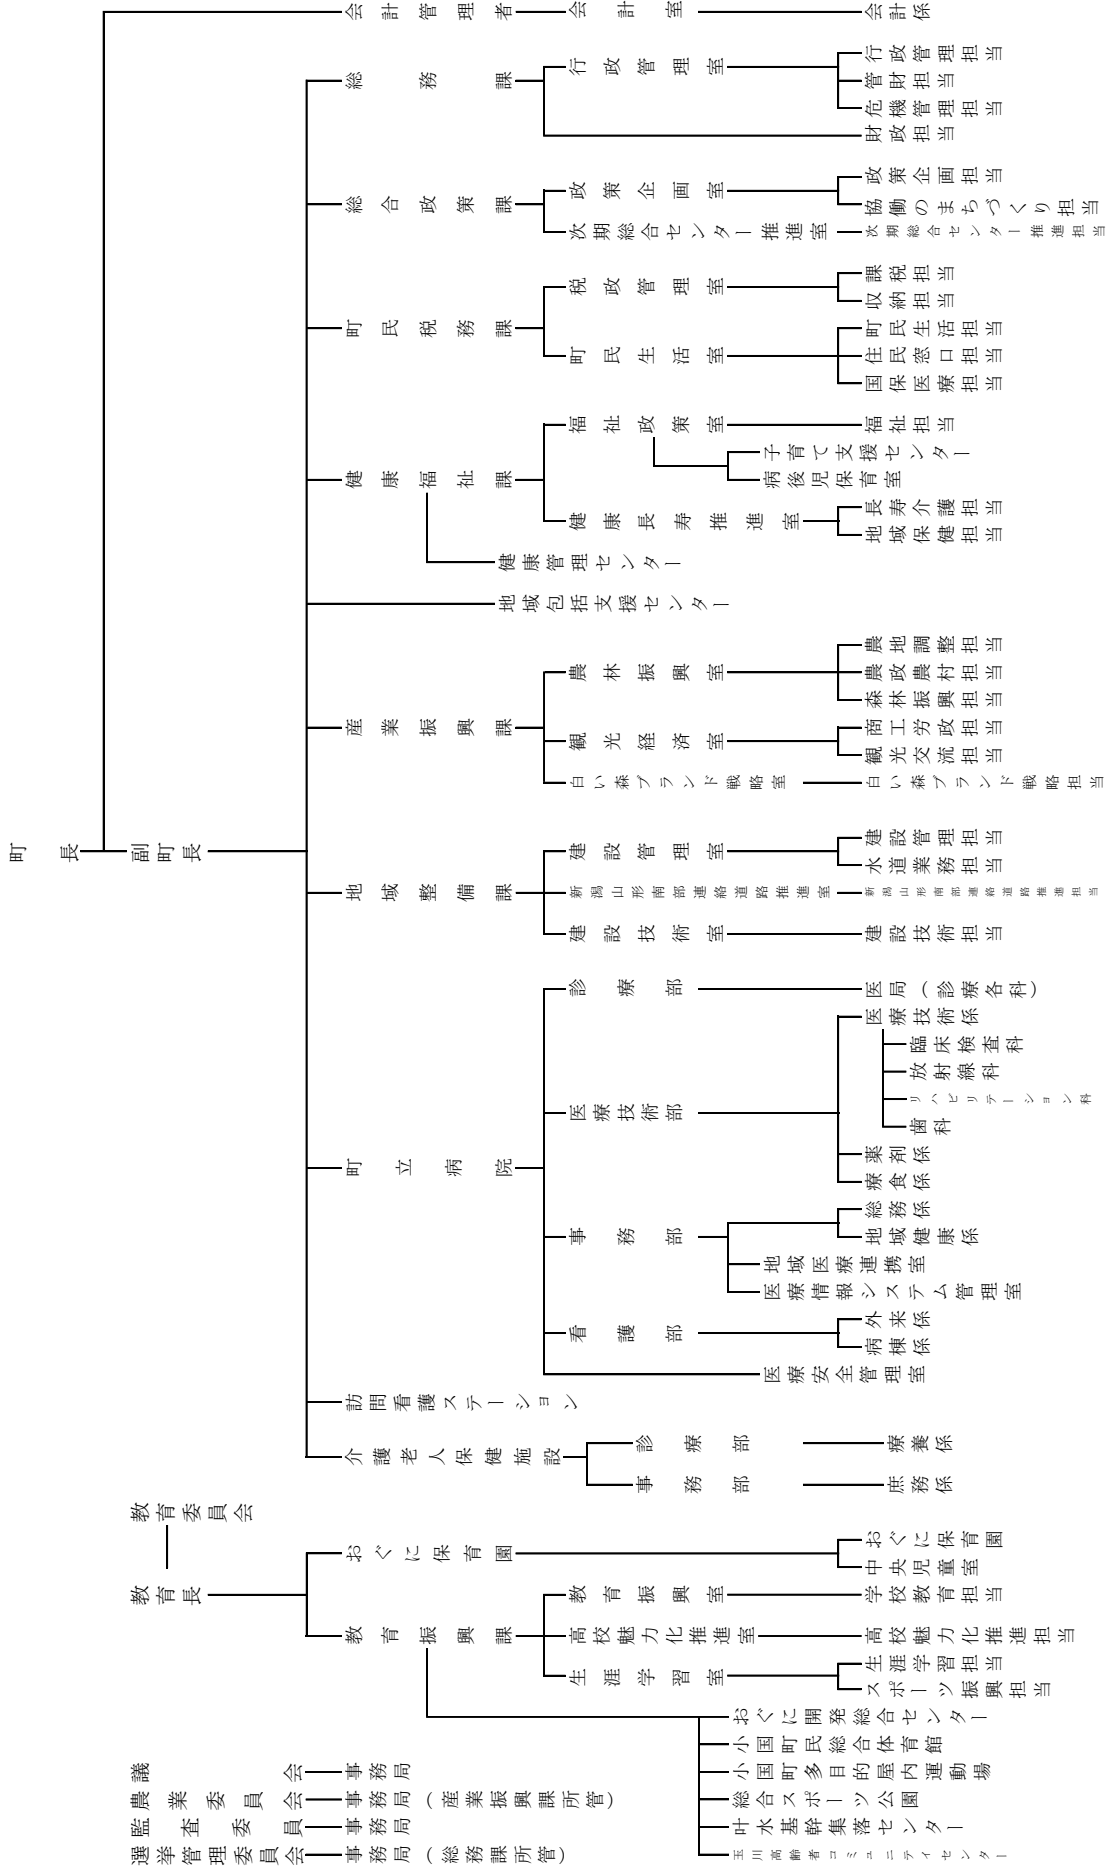 町長
副町長
会計管理者
会計室
会計係
総務課
行政管理室
行政管理担当
管財担当
危機管理担当
財政担当
総合政策課
政策企画室
政策企画担当
協働のまちづくり担当
次期総合センター推進室
次期総合センター推進担当
町民税務課
税政管理室
課税担当
収納担当
町民生活室
町民生活担当
住民窓口担当
国保医療担当
健康福祉課
福祉政策室
福祉担当
子育て支援センター
病後児保育室
健康長寿推進室
長寿介護担当
地域保健担当
健康管理センター
地域包括支援センター
産業振興課
農林振興室
農地調整担当
農政農村担当
森林振興担当
観光経済室
商工労政担当
観光交流担当
白い森ブランド戦略室
白い森ブランド戦略担当
地域整備課
建設管理室
建設管理担当
水道業務担当
新潟山形南部連絡道路推進室
新潟山形南部連絡道路推進担当
建設技術室
建設技術担当
町立病院
診療部
医局(診療各科)
医療技術部
医療技術係
臨床検査科
放射線科
リハビリテーション科
歯科
薬剤係
療食係
事務部
総務係
地域健康係
地域医療連携室
医療情報システム管理室
看護部
外来係
病棟係
医療安全管理室
訪問看護ステーション
介護老人保健施設
診療部
療養係
事務部
庶務係
教育委員会
教育長
おぐに保育園
おぐに保育園
中央児童室
教育振興課
教育振興室
学校教育担当
高校魅力化推進室
高校魅力化推進担当
生涯学習室
生涯学習担当
スポーツ振興担当
おぐに開発総合センター
小国町民総合体育館
小国町多目的屋内運動場
総合スポーツ公園
叶水基幹集落センター
玉川高齢者コミュニティセンター
議会
事務局
農業委員会
事務局(産業振興課所管)
監査委員
事務局
選挙管理委員会
事務局(総務課所管)